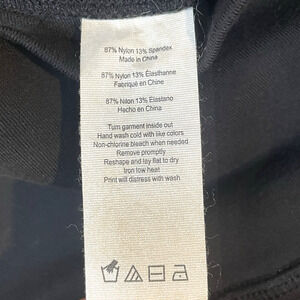 87% Nylon 13% Spandex
Made in China
87% Nylon 13% Élasthanne
Fabriqué en Chine
87% Nilon 13% Elastano
Hecho en China
Turn garment inside out
Hand wash cold with like colors
Non-chlorine bleach when needed
Remove promptly
Reshape and lay flat to dry
Iron low heat
Print will distress with wash